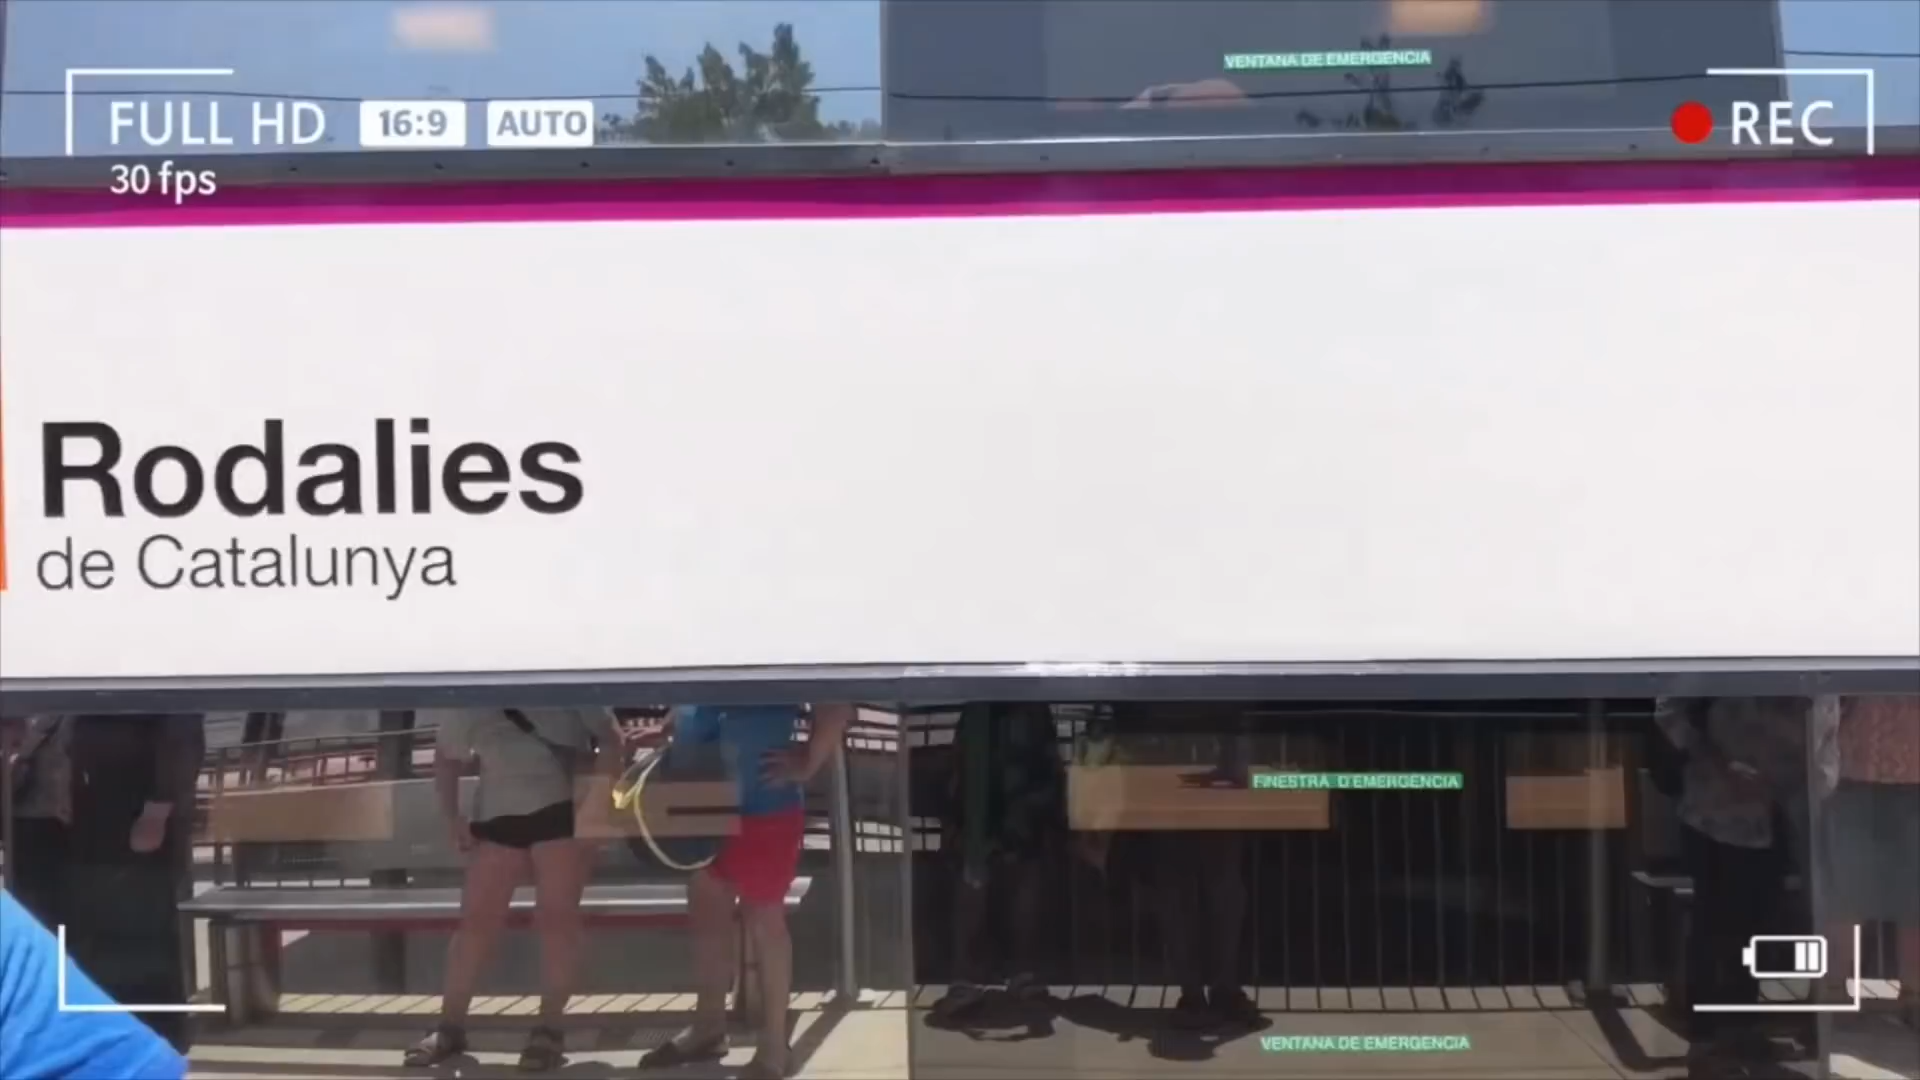 VENTANA DE EMERGENCIA
FULL HD 16:9 AUTO
REC
30 fps
Rodalies
de Catalunya
FINESTRA D'EMERGENCIA
VENTANA DE EMERGENCIA